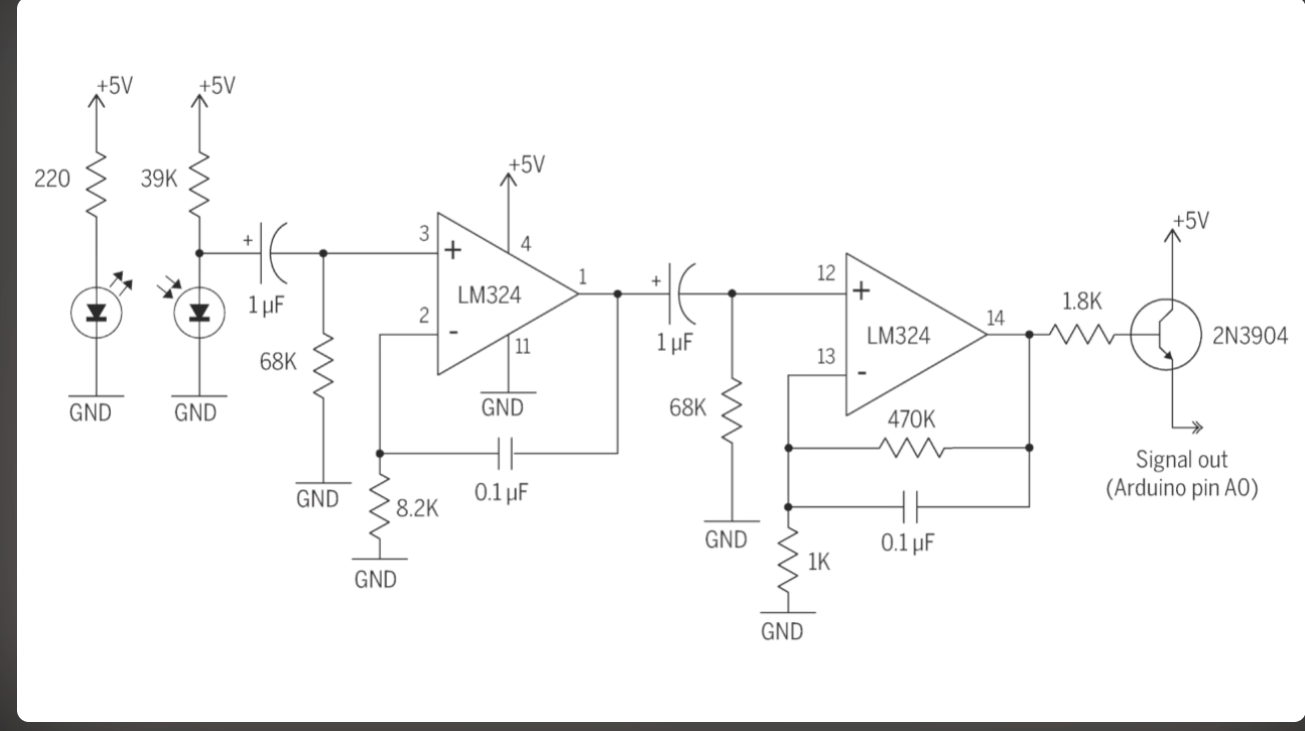 +5V
+5V
220
39K
+
1 µF
68K
GND
GND
GND
3
+
2
-
LM324
+5V
4
11
GND
1
0.1 µF
8.2K
GND
+
1 µF
68K
GND
12
+
13
-
LM324
14
470K
0.1 µF
1K
GND
1.8K
+5V
2N3904
Signal out
(Arduino pin A0)